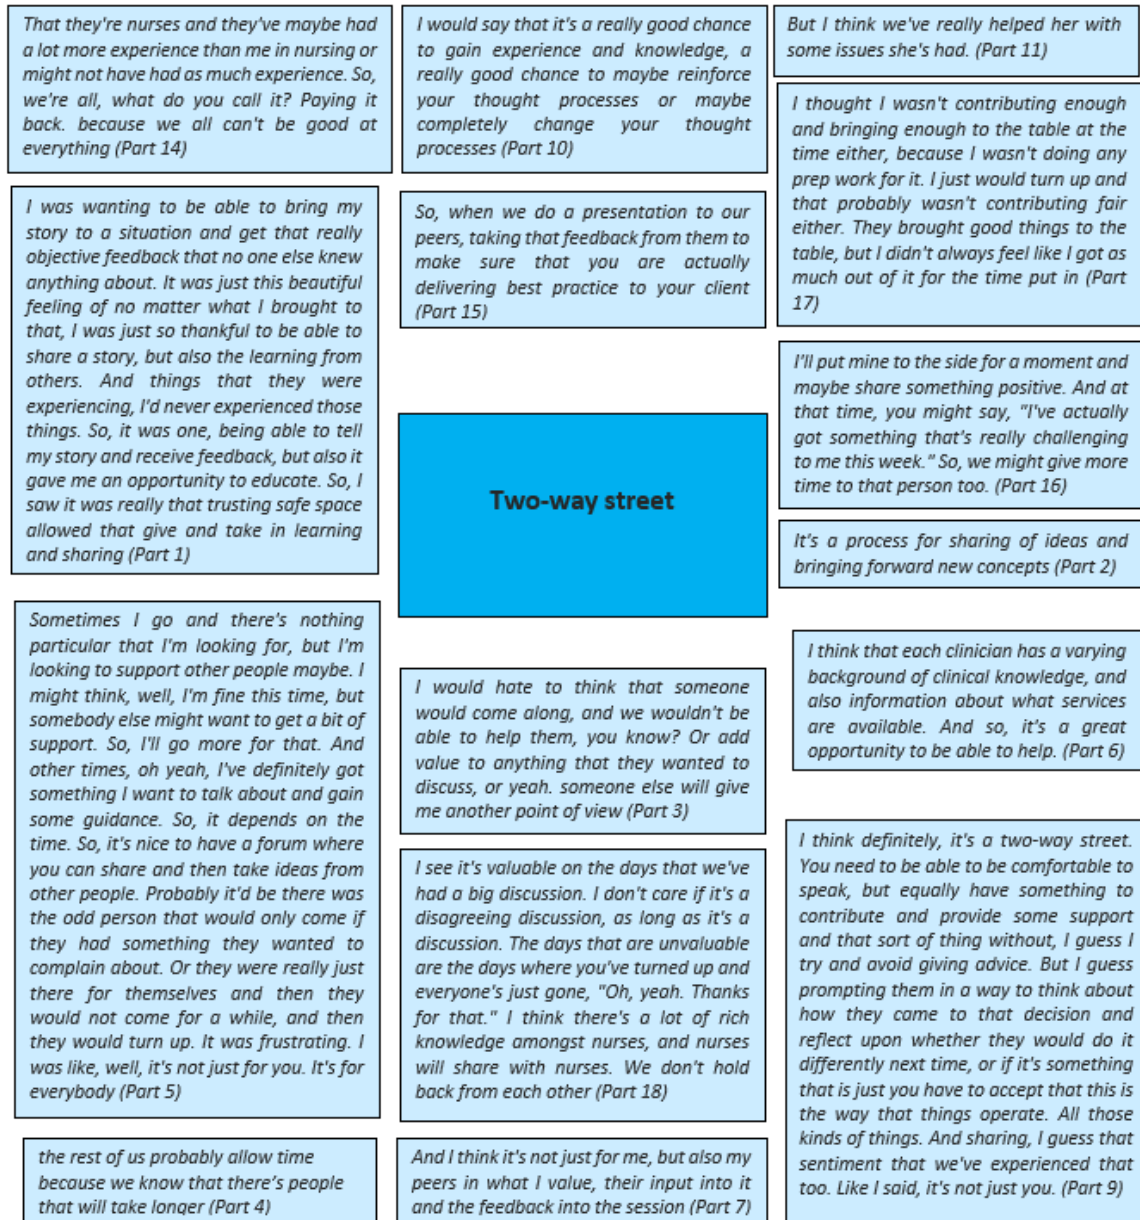 That they're nurses and they've maybe had
a lot more experience than me in nursing or
might not have had as much experience. So,
we're all, what do you call it? Paying it
back. because we all can't be good at
everything (Part 14)
I was wanting to be able to bring my
story to a situation and get that really
objective feedback that no one else knew
anything about. It was just this beautiful
feeling of no matter what I brought to
that, I was just so thankful to be able to
share a story, but also the learning from
others. And things that they were
experiencing, I'd never experienced those
things. So, it was one, being able to tell
my story and receive feedback, but also it
gave me an opportunity to educate. So, I
saw it was really that trusting safe space
allowed that give and take in learning
and sharing (Part 1)
Sometimes I go and there's nothing
particular that I'm looking for, but I'm
looking to support other people maybe. I
might think, well, I'm fine this time, but
somebody else might want to get a bit of
support. So, I'll go more for that. And
other times, oh yeah, I've definitely got
something I want to talk about and gain
some guidance. So, it depends on the
time. So, it's nice to have a forum where
you can share and then take ideas from
other people. Probably it'd be there was
the odd person that would only come if
they had something they wanted to
complain about. Or they were really just
there for themselves and then they
would not come for a while, and then
they would turn up. It was frustrating. I
was like, well, it's not just for you. It's for
everybody (Part 5)
the rest of us probably allow time
because we know that there's people
that will take longer (Part 4)
I would say that it's a really good chance
to gain experience and knowledge, a
really good chance to maybe reinforce
your thought processes or maybe
completely change your thought
processes (Part 10)
So, when we do a presentation to our
peers, taking that feedback from them to
make sure that you are actually
delivering best practice to your client
(Part 15)
Two-way street
I would hate to think that someone
would come along, and we wouldn't be
able to help them, you know? Or add
value to anything that they wanted to
discuss, or yeah. someone else will give
me another point of view (Part 3)
I see it's valuable on the days that we've
had a big discussion. I don't care if it's a
disagreeing discussion, as long as it's a
discussion. The days that are unvaluable
are the days where you've turned up and
everyone's just gone, "Oh, yeah. Thanks
for that." I think there's a lot of rich
knowledge amongst nurses, and nurses
will share with nurses. We don't hold
back from each other (Part 18)
And I think it's not just for me, but also my
peers in what I value, their input into it
and the feedback into the session (Part 7)
But I think we've really helped her with
some issues she's had. (Part 11)
I thought I wasn't contributing enough
and bringing enough to the table at the
time either, because I wasn't doing any
prep work for it. I just would turn up and
that probably wasn't contributing fair
either. They brought good things to the
table, but I didn't always feel like I got as
much out of it for the time put in (Part
17)
I'll put mine to the side for a moment and
maybe share something positive. And at
that time, you might say, "I've actually
got something that's really challenging
to me this week." So, we might give more
time to that person too. (Part 16)
It's a process for sharing of ideas and
bringing forward new concepts (Part 2)
I think that each clinician has a varying
background of clinical knowledge, and
also information about what services
are available. And so, it's a great
opportunity to be able to help. (Part 6)
I think definitely, it's a two-way street.
You need to be able to be comfortable to
speak, but equally have something to
contribute and provide some support
and that sort of thing without, I guess I
try and avoid giving advice. But I guess
prompting them in a way to think about
how they came to that decision and
reflect upon whether they would do it
differently next time, or if it's something
that is just you have to accept that this is
the way that things operate. All those
kinds of things. And sharing, I guess that
sentiment that we've experienced that
too. Like I said, it's not just you. (Part 9)